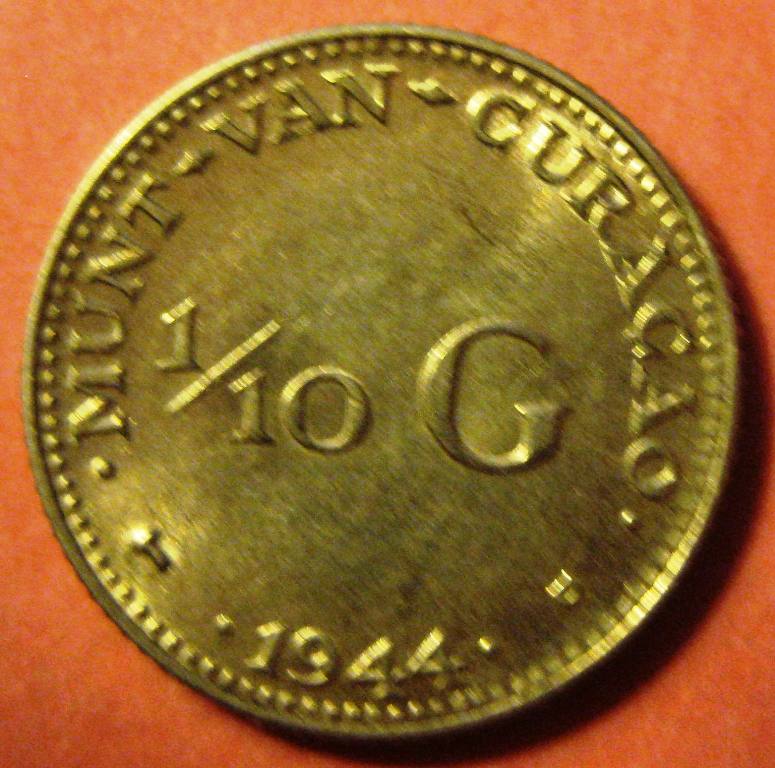 · MUNT · VAN · CURAÇAO ·
1/10 G
· 1944 ·